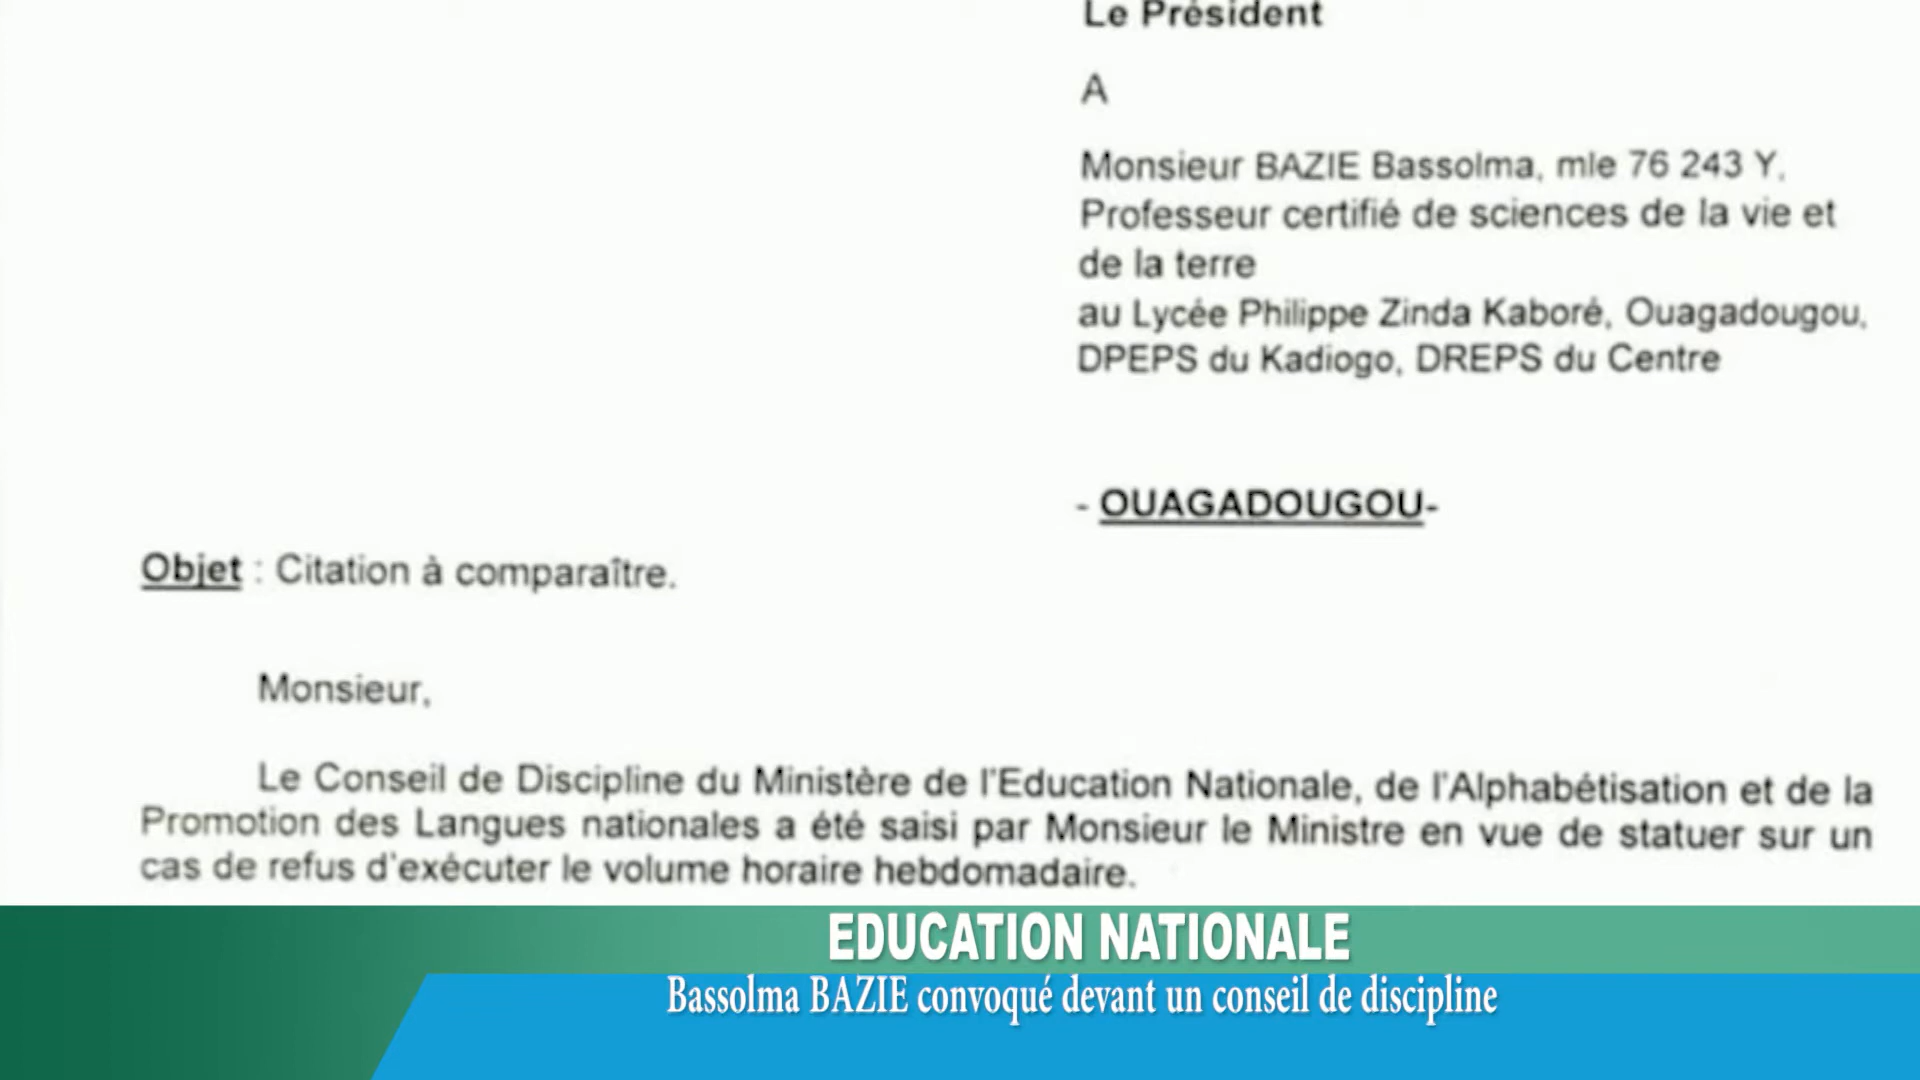 Le Président
A
Monsieur BAZIE Bassolma, mle 76 243 Y,
Professeur certifié de sciences de la vie et
de la terre
au Lycée Philippe Zinda Kaboré, Ouagadougou,
DPEPS du Kadiogo, DREPS du Centre
- OUAGADOUGOU-
Objet : Citation à comparaître.
Monsieur,
Le Conseil de Discipline du Ministère de l'Education Nationale, de l'Alphabétisation et de la
Promotion des Langues nationales a été saisi par Monsieur le Ministre en vue de statuer sur un
cas de refus d'exécuter le volume horaire hebdomadaire.
EDUCATION NATIONALE
Bassolma BAZIE convoqué devant un conseil de discipline